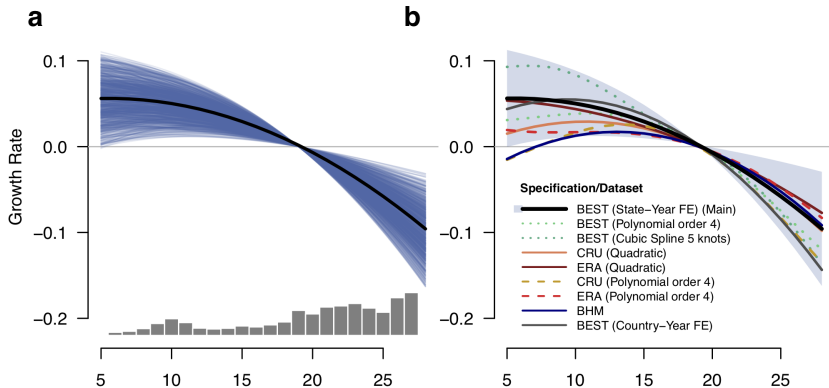 a
b
Growth Rate
0.1
0.0
−0.1
−0.2
5 10 15 20 25
0.1
0.0
−0.1
−0.2
Specification/Dataset
BEST (State−Year FE) (Main)
BEST (Polynomial order 4)
BEST (Cubic Spline 5 knots)
CRU (Quadratic)
ERA (Quadratic)
CRU (Polynomial order 4)
ERA (Polynomial order 4)
BHM
BEST (Country−Year FE)
5 10 15 20 25